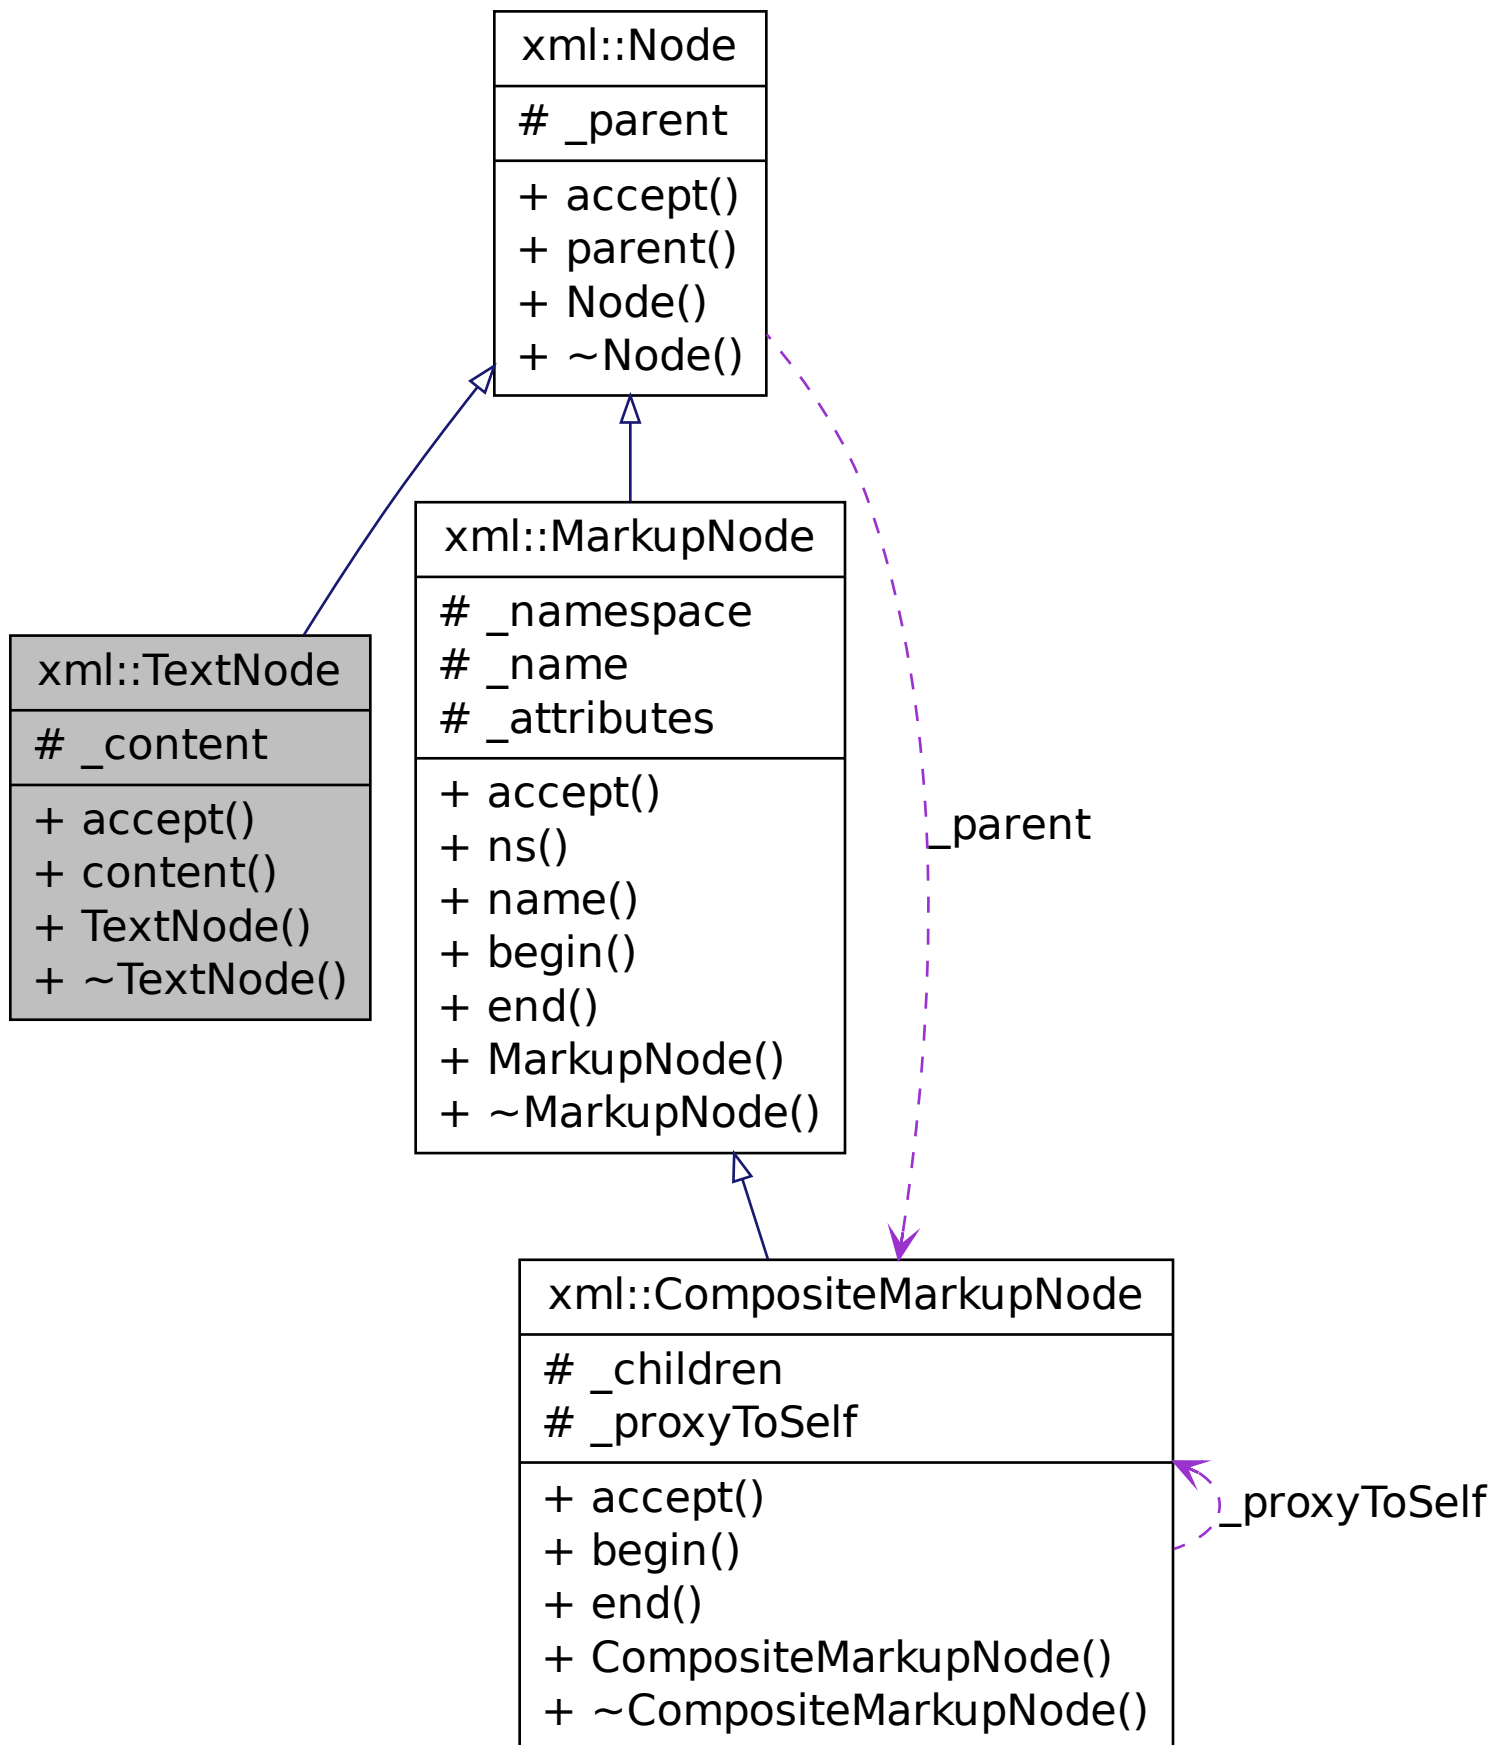 xml::Node
# _parent
+ accept()
+ parent()
+ Node()
+ ~Node()
xml::TextNode
# _content
+ accept()
+ content()
+ TextNode()
+ ~TextNode()
xml::MarkupNode
# _namespace
# _name
# _attributes
+ accept()
+ ns()
+ name()
+ begin()
+ end()
+ MarkupNode()
+ ~MarkupNode()
_parent
xml::CompositeMarkupNode
# _children
# _proxyToSelf
+ accept()
+ begin()
+ end()
+ CompositeMarkupNode()
+ ~CompositeMarkupNode()
_proxyToSelf